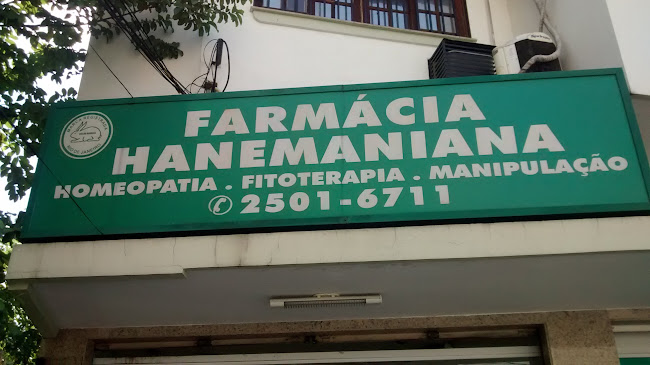 FARMÁCIA
HANEMANIANA
HOMEOPATIA . FITOTERAPIA . MANIPULAÇÃO
2501-6711